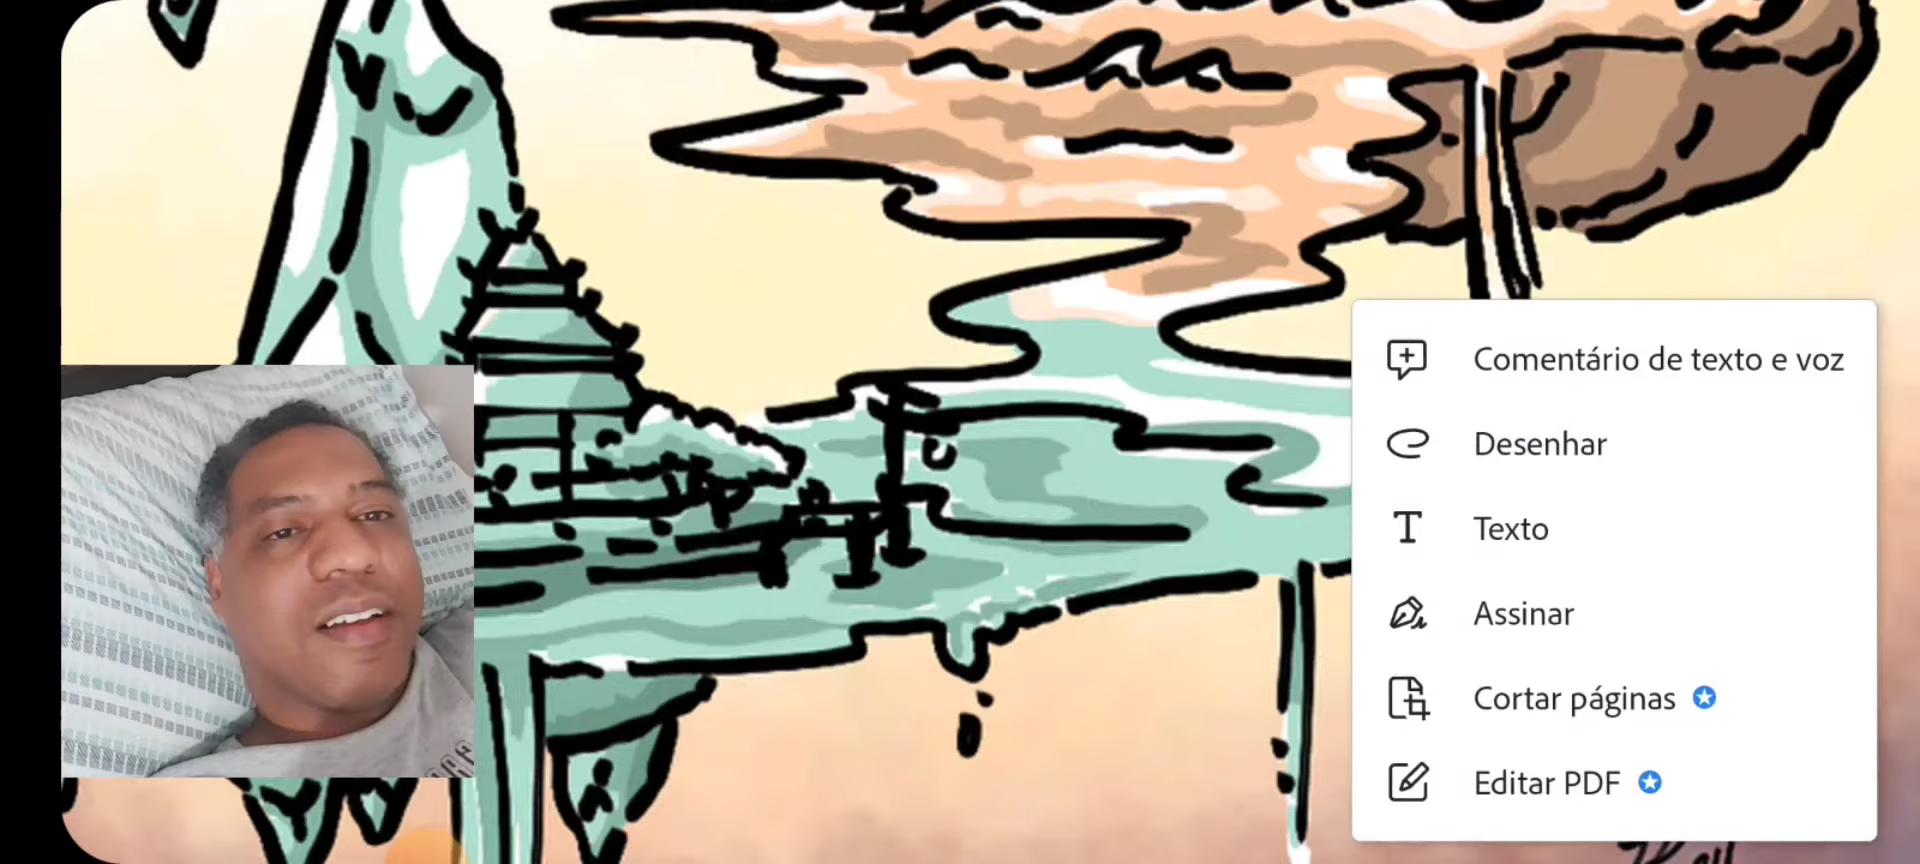 Comentário de texto e voz
Desenhar
Texto
Assinar
Cortar páginas
Editar PDF